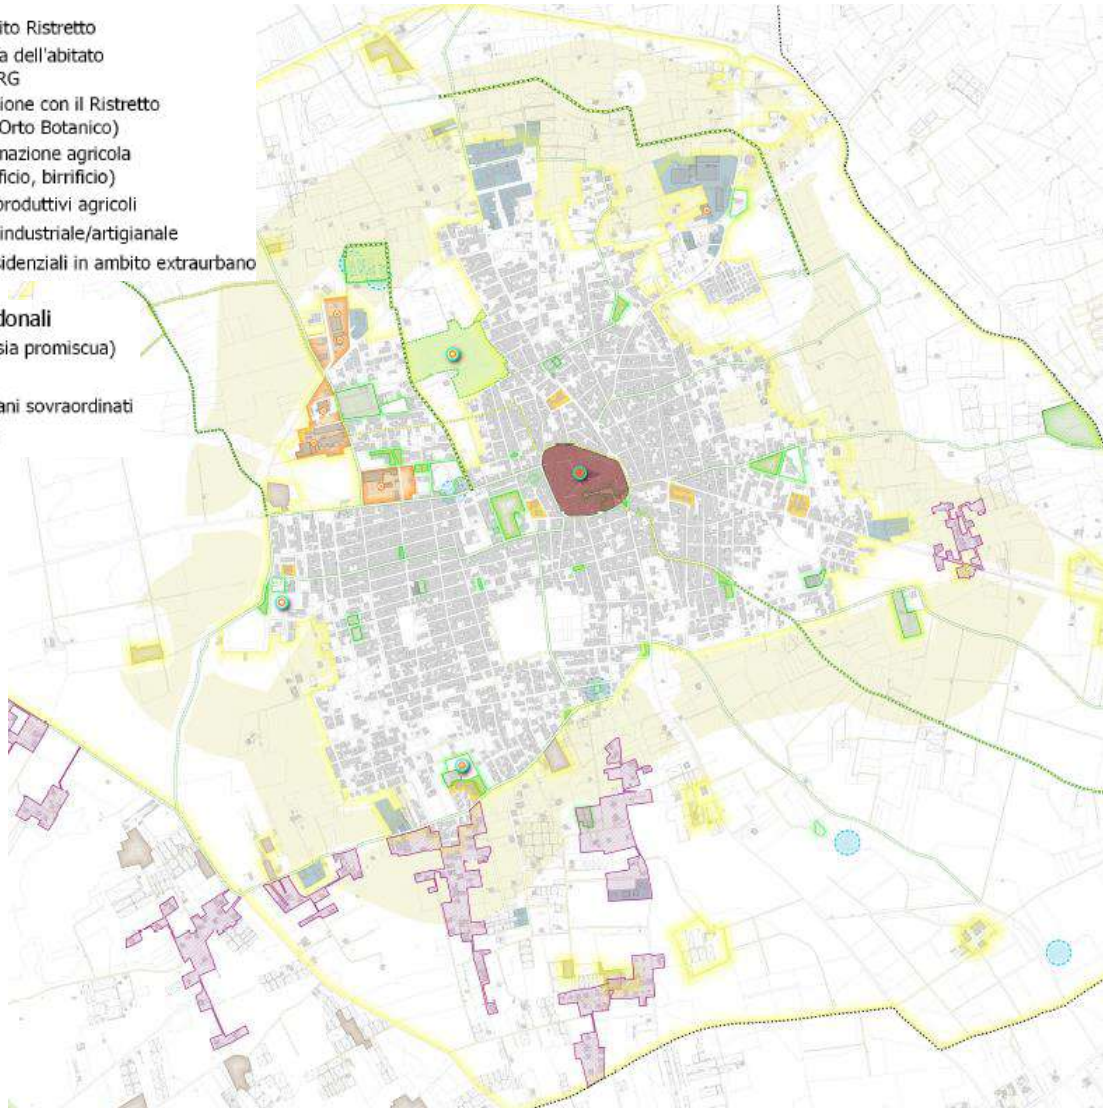 ito Ristretto
a dell'abitato
RG
ione con il Ristretto
Orto Botanico)
nazione agricola
ficio, birrificio)
produttivi agricoli
industriale/artigianale
sidenziali in ambito extraurbano
donali
sia promiscua)
ani sovraordinati